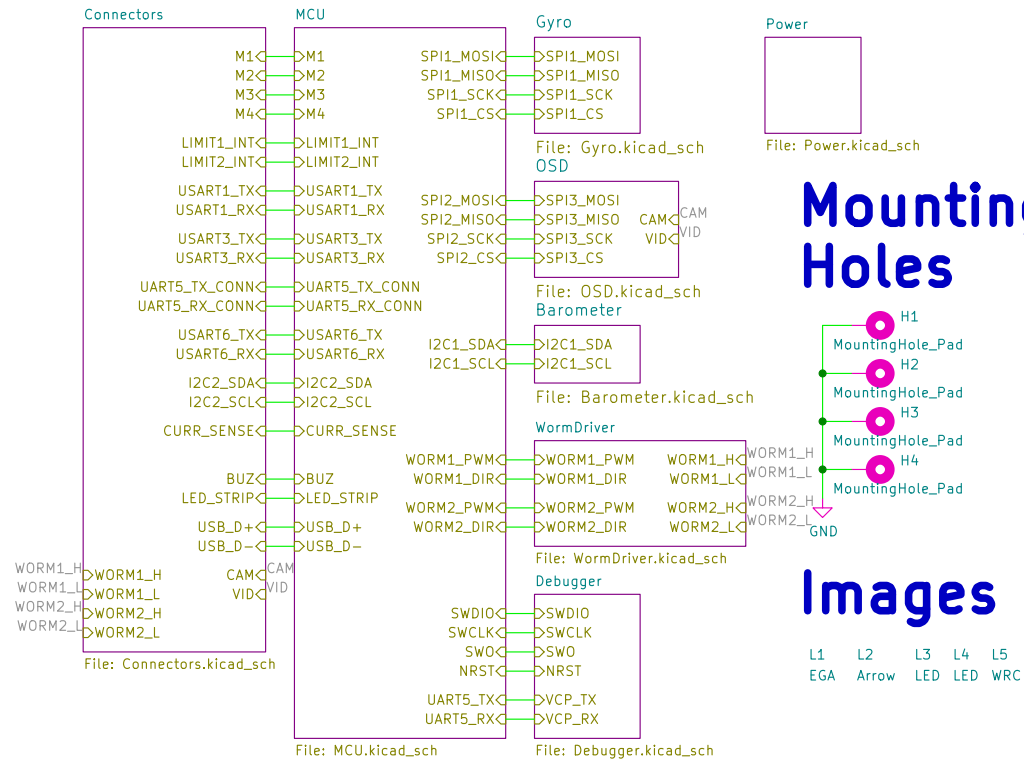 Connectors
M1
M2
M3
M4
LIMIT1_INT
LIMIT2_INT
USART1_TX
USART1_RX
USART3_TX
USART3_RX
UART5_TX_CONN
UART5_RX_CONN
USART6_TX
USART6_RX
I2C2_SDA
I2C2_SCL
CURR_SENSE
BUZ
LED_STRIP
USB_D+
USB_D-
WORM1_H
WORM1_H
CAM
CAM
WORM1_L
WORM1_L
VID
VID
WORM2_H
WORM2_H
WORM2_L
WORM2_L
File: Connectors.kicad_sch
MCU
M1
SPI1_MOSI
M2
SPI1_MISO
M3
SPI1_SCK
M4
SPI1_CS
LIMIT1_INT
LIMIT2_INT
USART1_TX
SPI2_MOSI
USART1_RX
SPI2_MISO
USART3_TX
SPI2_SCK
USART3_RX
SPI2_CS
UART5_TX_CONN
UART5_RX_CONN
USART6_TX
I2C1_SDA
USART6_RX
I2C1_SCL
I2C2_SDA
I2C2_SCL
CURR_SENSE
WORM1_PWM
BUZ
WORM1_DIR
LED_STRIP
WORM2_PWM
USB_D+
WORM2_DIR
USB_D-
SWDIO
SWCLK
SWO
NRST
UART5_TX
UART5_RX
File: MCU.kicad_sch
Gyro
SPI1_MOSI
SPI1_MISO
SPI1_SCK
SPI1_CS
File: Gyro.kicad_sch
OSD
SPI3_MOSI
SPI3_MISO
CAM
CAM
SPI3_SCK
VID
VID
SPI3_CS
File: OSD.kicad_sch
Barometer
I2C1_SDA
I2C1_SCL
File: Barometer.kicad_sch
WormDriver
WORM1_PWM
WORM1_H
WORM1_H
WORM1_DIR
WORM1_L
WORM1_L
WORM2_PWM
WORM2_H
WORM2_H
WORM2_DIR
WORM2_L
WORM2_L
File: WormDriver.kicad_sch
Debugger
SWDIO
SWCLK
SWO
NRST
VCP_TX
VCP_RX
File: Debugger.kicad_sch
Power
File: Power.kicad_sch
Mounting
Holes
H1
MountingHole_Pad
H2
MountingHole_Pad
H3
MountingHole_Pad
H4
MountingHole_Pad
GND
Images
L1 L2 L3 L4 L5
EGA Arrow LED LED WRC